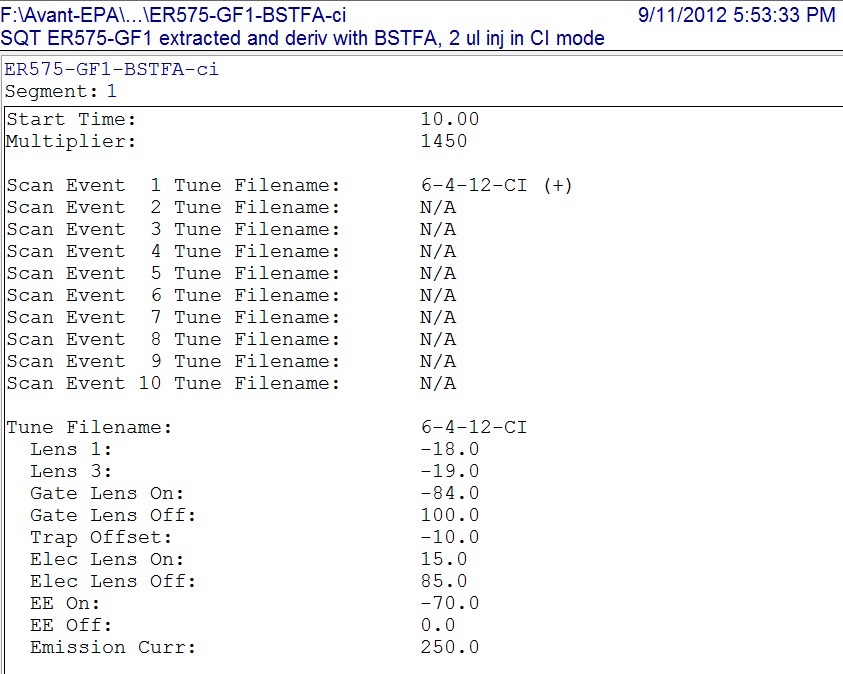 F:\Avant-EPA\...\ER575-GF1-BSTFA-ci 9/11/2012 5:53:33 PM
SQT ER575-GF1 extracted and deriv with BSTFA, 2 ul inj in CI mode
ER575-GF1-BSTFA-ci
Segment: 1
Start Time: 10.00
Multiplier: 1450
Scan Event 1 Tune Filename: 6-4-12-CI (+)
Scan Event 2 Tune Filename: N/A
Scan Event 3 Tune Filename: N/A
Scan Event 4 Tune Filename: N/A
Scan Event 5 Tune Filename: N/A
Scan Event 6 Tune Filename: N/A
Scan Event 7 Tune Filename: N/A
Scan Event 8 Tune Filename: N/A
Scan Event 9 Tune Filename: N/A
Scan Event 10 Tune Filename: N/A
Tune Filename: 6-4-12-CI
Lens 1: -18.0
Lens 3: -19.0
Gate Lens On: -84.0
Gate Lens Off: 100.0
Trap Offset: -10.0
Elec Lens On: 15.0
Elec Lens Off: 85.0
EE On: -70.0
EE Off: 0.0
Emission Curr: 250.0